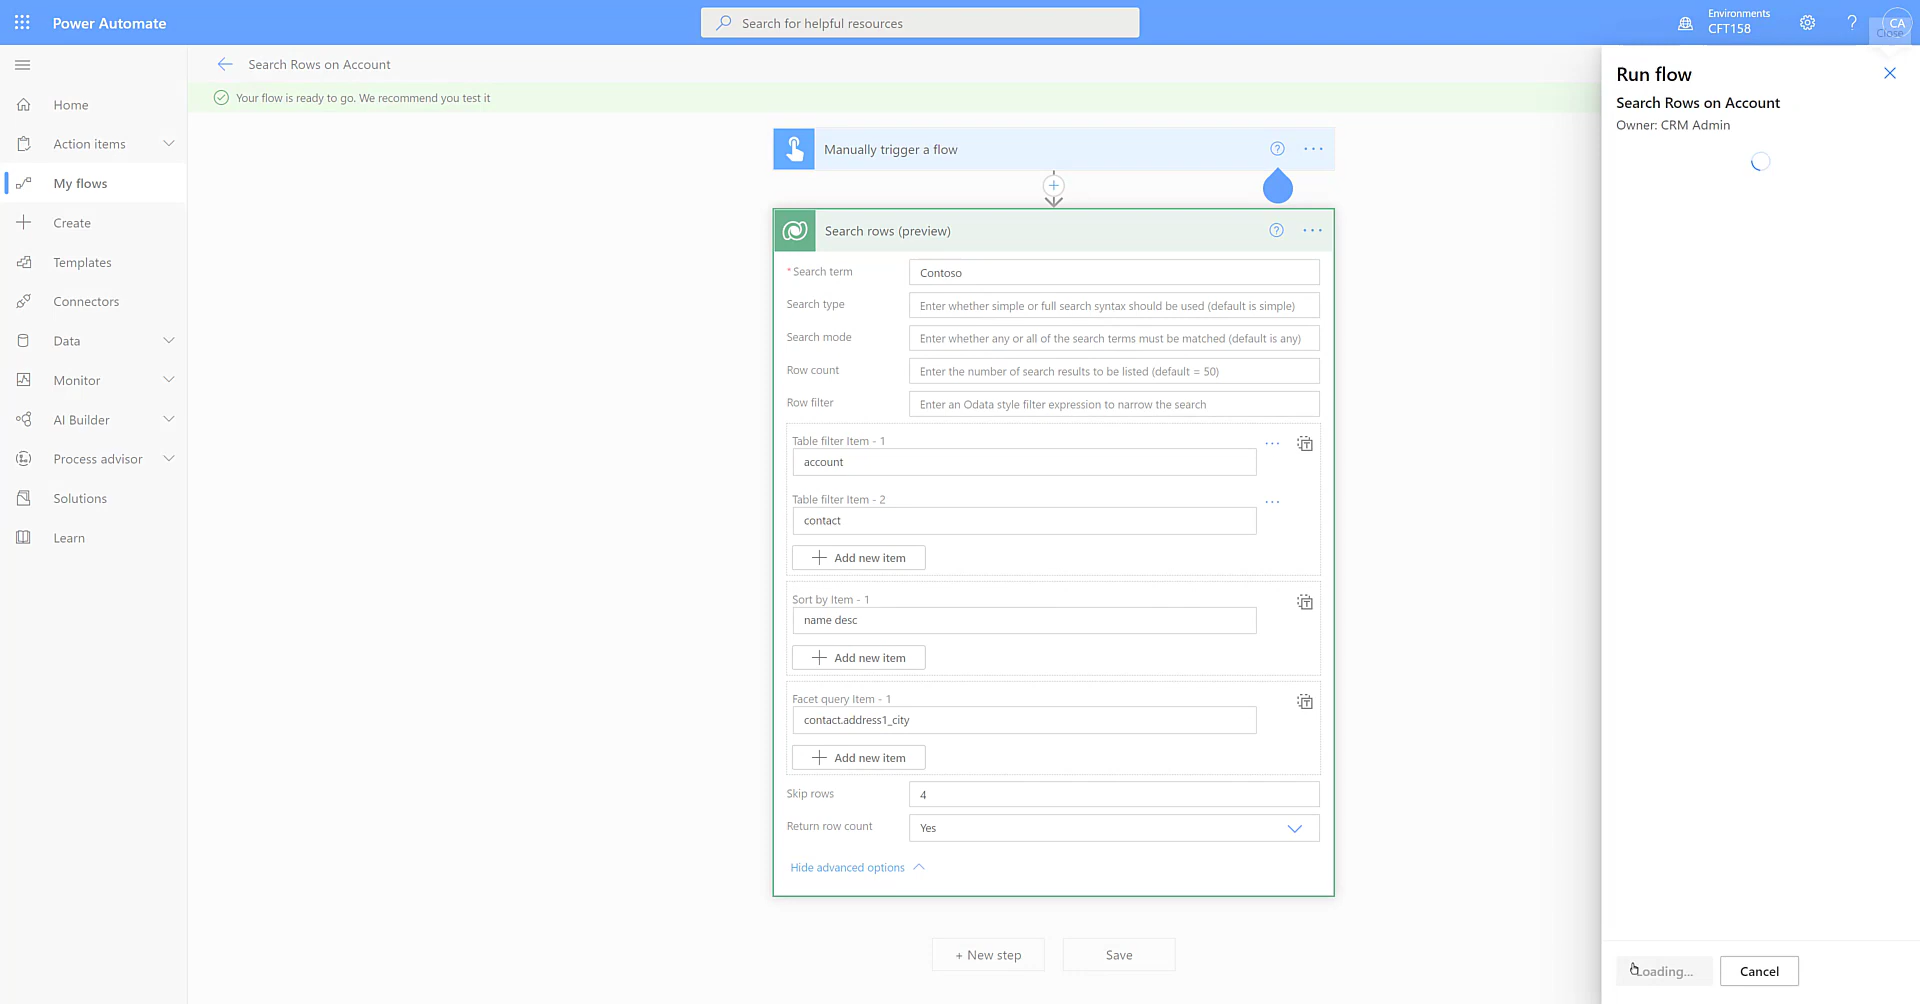 Power Automate
Search for helpful resources
Environments
CFT158
?
CA
Close
Search Rows on Account
Your flow is ready to go. We recommend you test it
Home
Action items
My flows
Create
Templates
Connectors
Data
Monitor
AI Builder
Process advisor
Solutions
Learn
Manually trigger a flow
Search rows (preview)
* Search term
Contoso
Search type
Enter whether simple or full search syntax should be used (default is simple)
Search mode
Enter whether any or all of the search terms must be matched (default is any)
Row count
Enter the number of search results to be listed (default = 50)
Row filter
Enter an Odata style filter expression to narrow the search
Table filter Item - 1
account
Table filter Item - 2
contact
Add new item
Sort by Item - 1
name desc
Add new item
Facet query Item - 1
contact.address1_city
Add new item
Skip rows
4
Return row count
Yes
Hide advanced options
+ New step
Save
Run flow
Search Rows on Account
Owner: CRM Admin
Loading...
Cancel